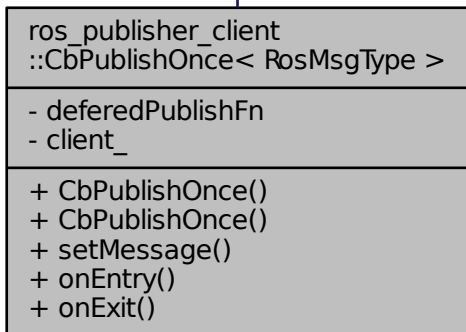 ros_publisher_client
::CbPublishOnce< RosMsgType >
- deferedPublishFn
- client_
+ CbPublishOnce()
+ CbPublishOnce()
+ setMessage()
+ onEntry()
+ onExit()